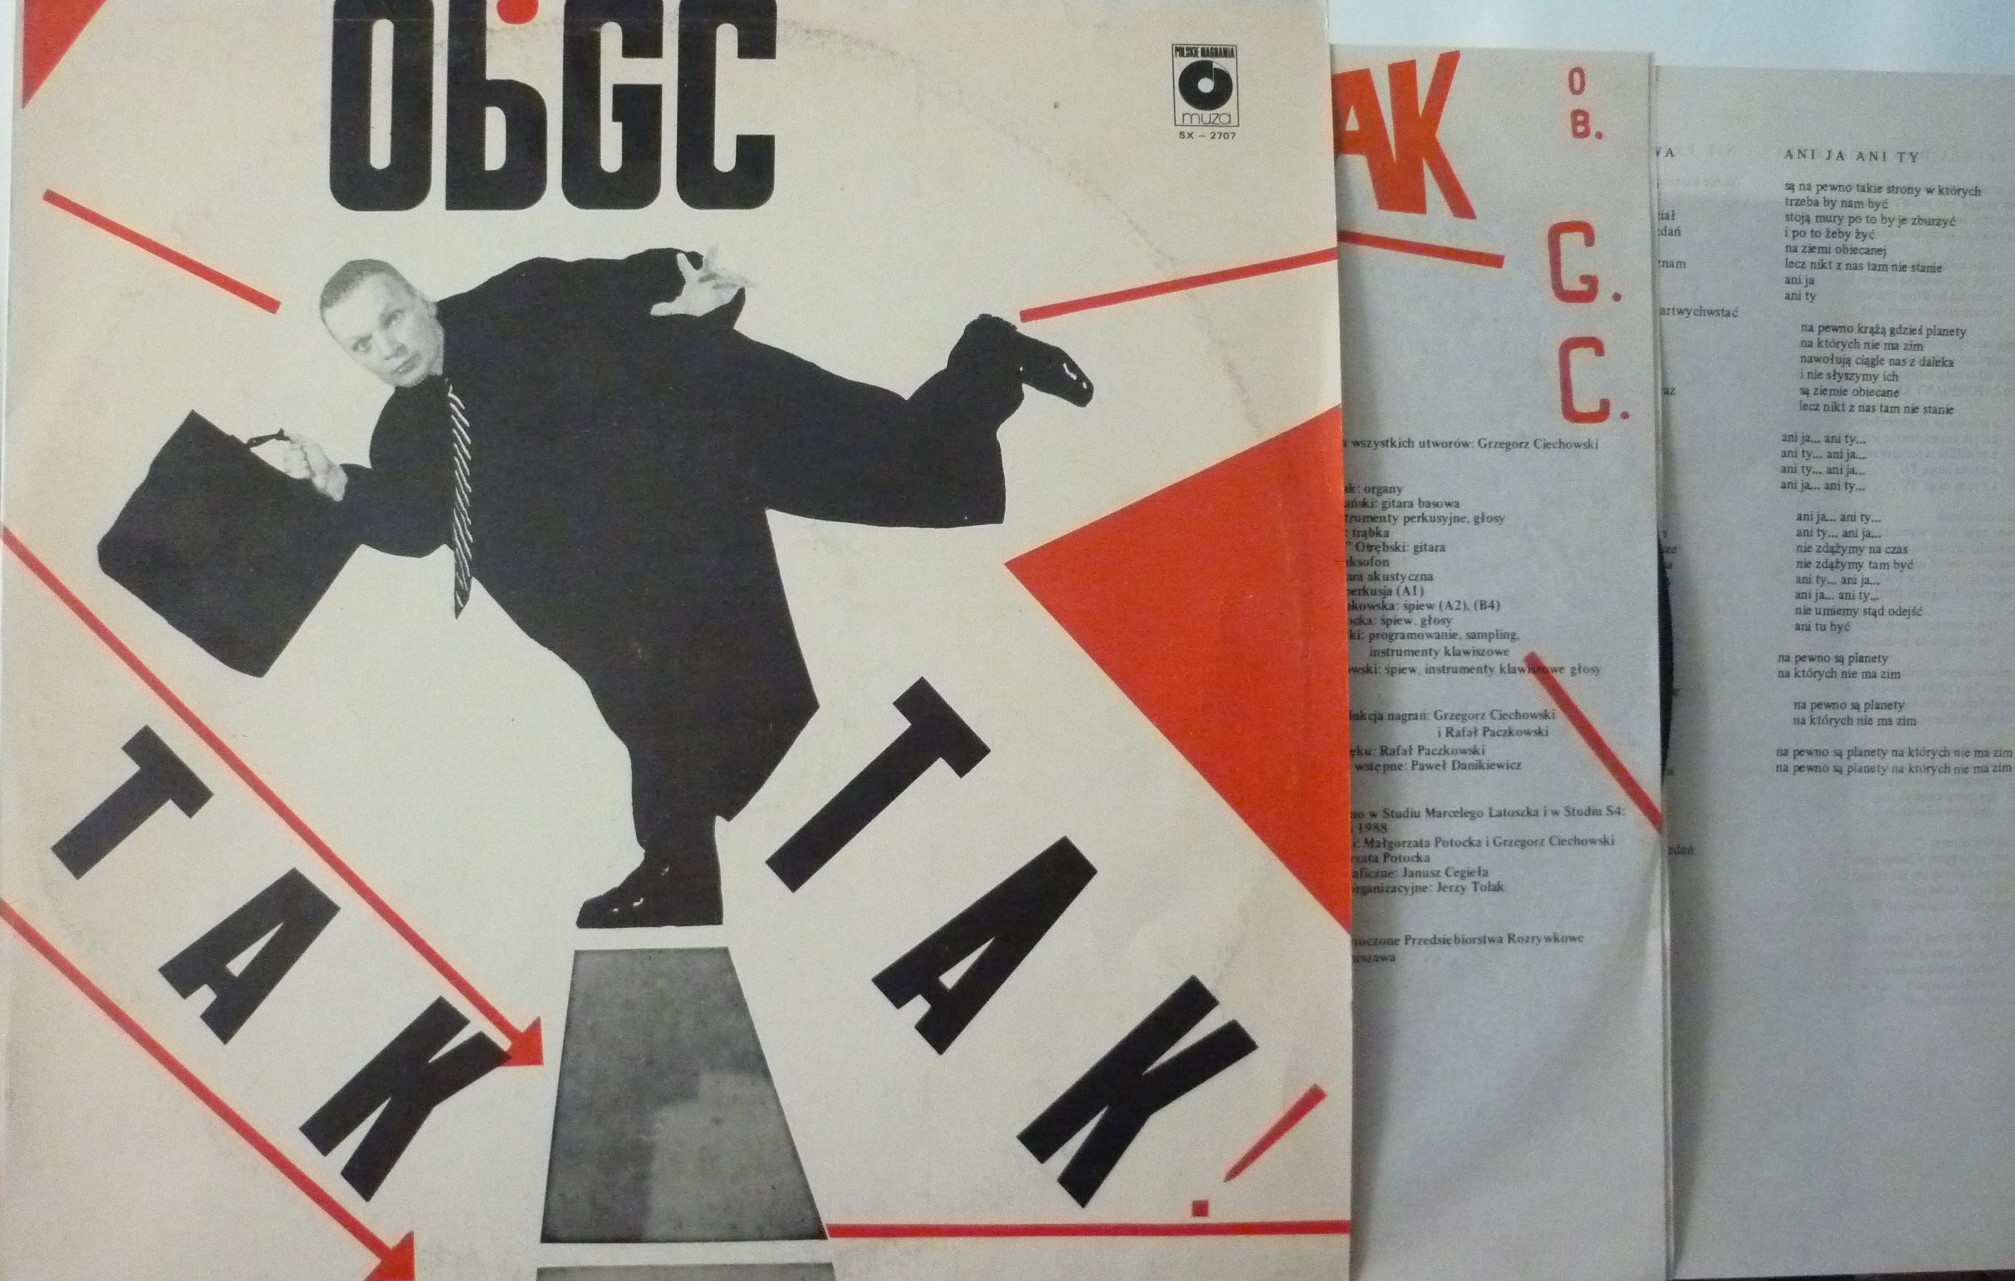 ObGC
POLSKIE NAGRANIA
muza
SX – 2707
TAK
TAK!
AK
O
B.
G.
C.
wszystkich utworów: Grzegorz Ciechowski
organy
gitara basowa
perkusyjne, głosy
trąbka
Otrębski: gitara
akustyczna
(A1)
śpiew (A2), (B4)
śpiew, głosy
programowanie, sampling,
instrumenty klawiszowe
śpiew, instrumenty klawiszowe głosy
nagrań: Grzegorz Ciechowski
i Rafał Paczkowski
Rafał Paczkowski
wstępne: Paweł Danikiewicz
w Studiu Marcelego Latoszka i w Studiu S4:
1988
Małgorzata Potocka i Grzegorz Ciechowski
Potocka
Janusz Cegieła
organizacyjne: Jerzy Tolak
Przedsiębiorstwa Rozrywkowe
ANI JA ANI TY
są na pewno takie strony w których
trzeba by nam być
stoją mury po to by je zburzyć
i po to żeby żyć
na ziemi obiecanej
lecz nikt z nas tam nie stanie
ani ja
ani ty
na pewno krążą gdzieś planety
na których nie ma zim
nawołują ciągle nas z daleka
i nie słyszymy ich
są ziemie obiecane
lecz nikt z nas tam nie stanie
ani ja... ani ty...
ani ty... ani ja...
ani ty... ani ja...
ani ja... ani ty...
ani ja... ani ty...
ani ty... ani ja...
nie zdążymy na czas
nie zdążymy tam być
ani ty... ani ja...
ani ja... ani ty...
nie umiemy stąd odejść
ani tu być
na pewno są planety
na których nie ma zim
na pewno są planety
na których nie ma zim
na pewno są planety na których nie ma zim
na pewno są planety na których nie ma zim